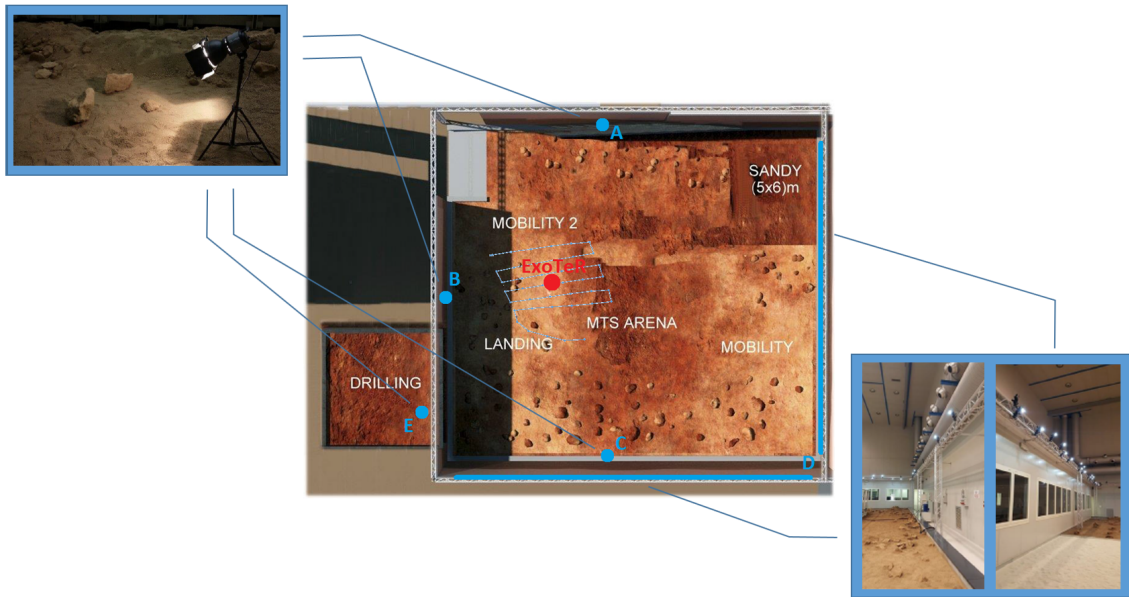 A
SANDY
(5x6)m
MOBILITY 2
ExoTeR
B
MTS ARENA
LANDING
MOBILITY
DRILLING
E
C
D